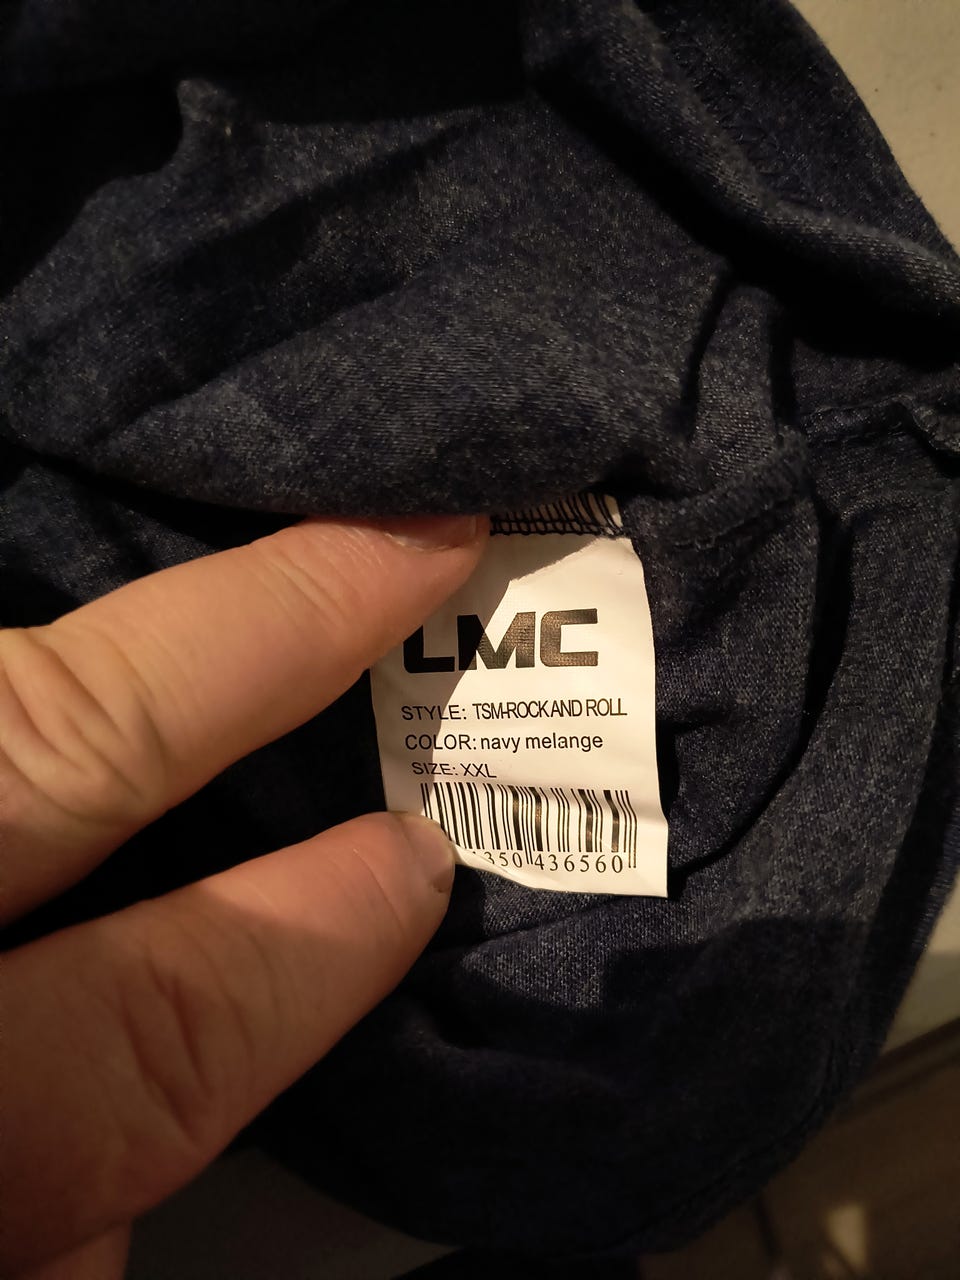 LMC
STYLE: TSM-ROCK AND ROLL
COLOR: navy melange
SIZE: XXL
350 436560